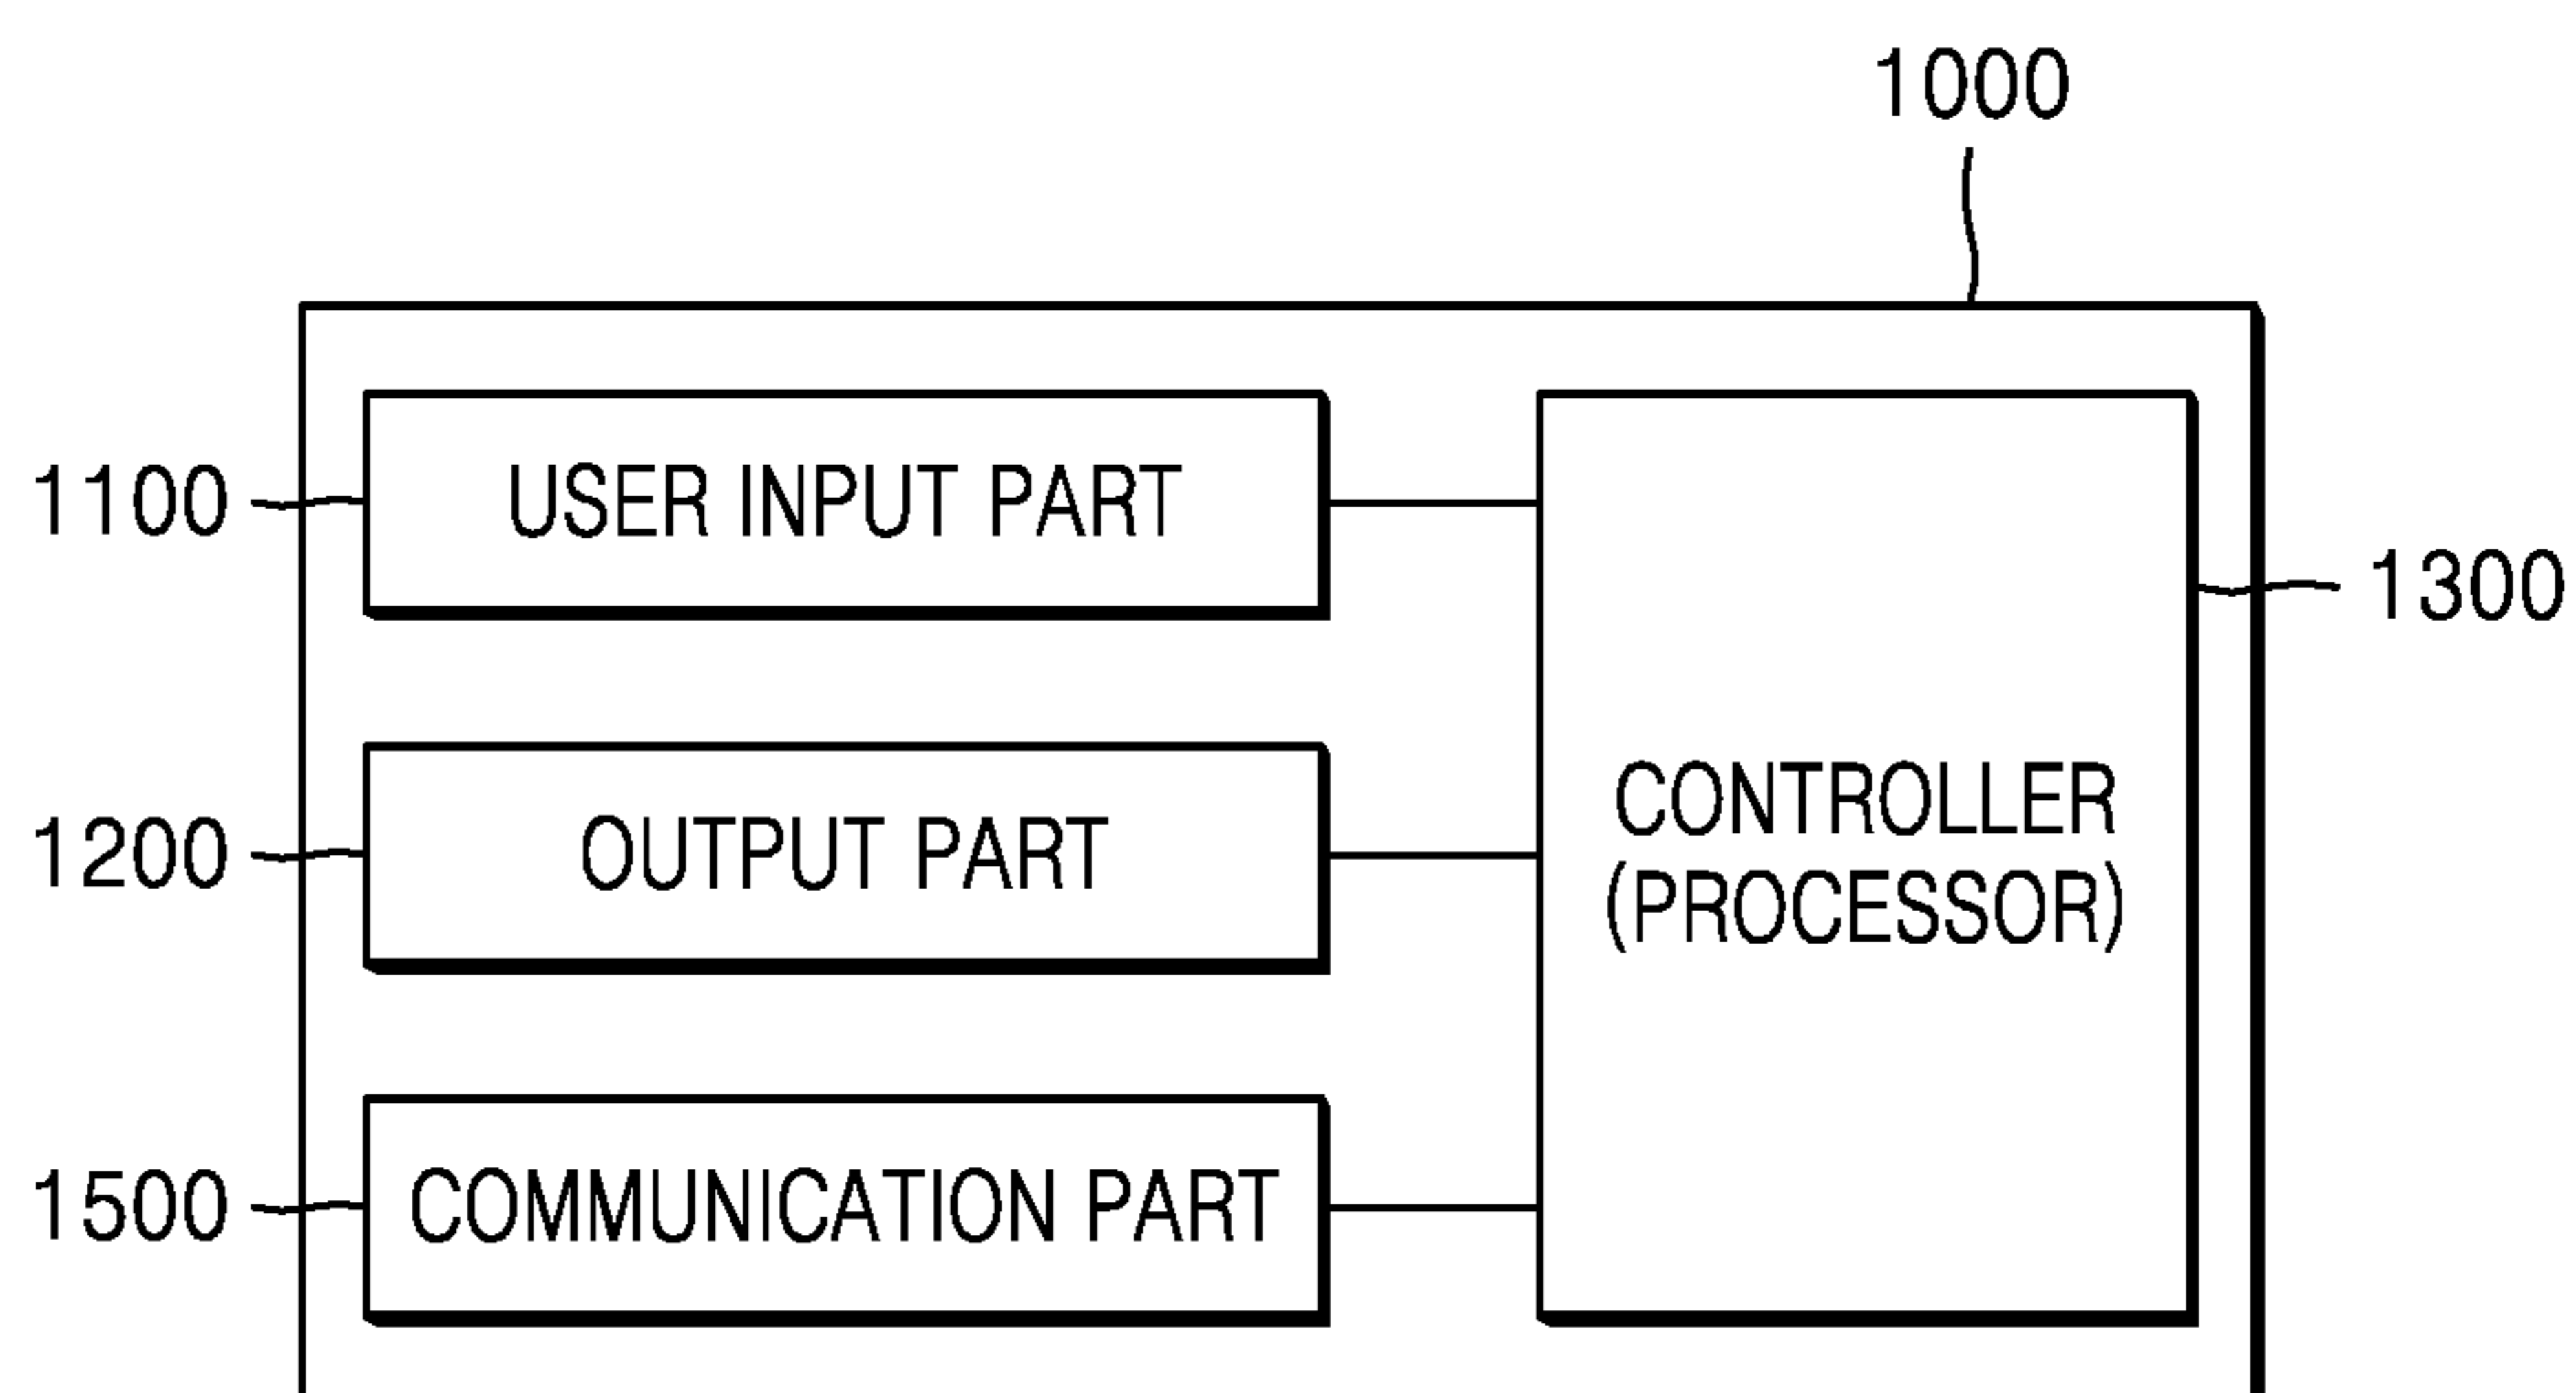 1000
1100
USER INPUT PART
1300
1200
OUTPUT PART
CONTROLLER
(PROCESSOR)
1500
COMMUNICATION PART